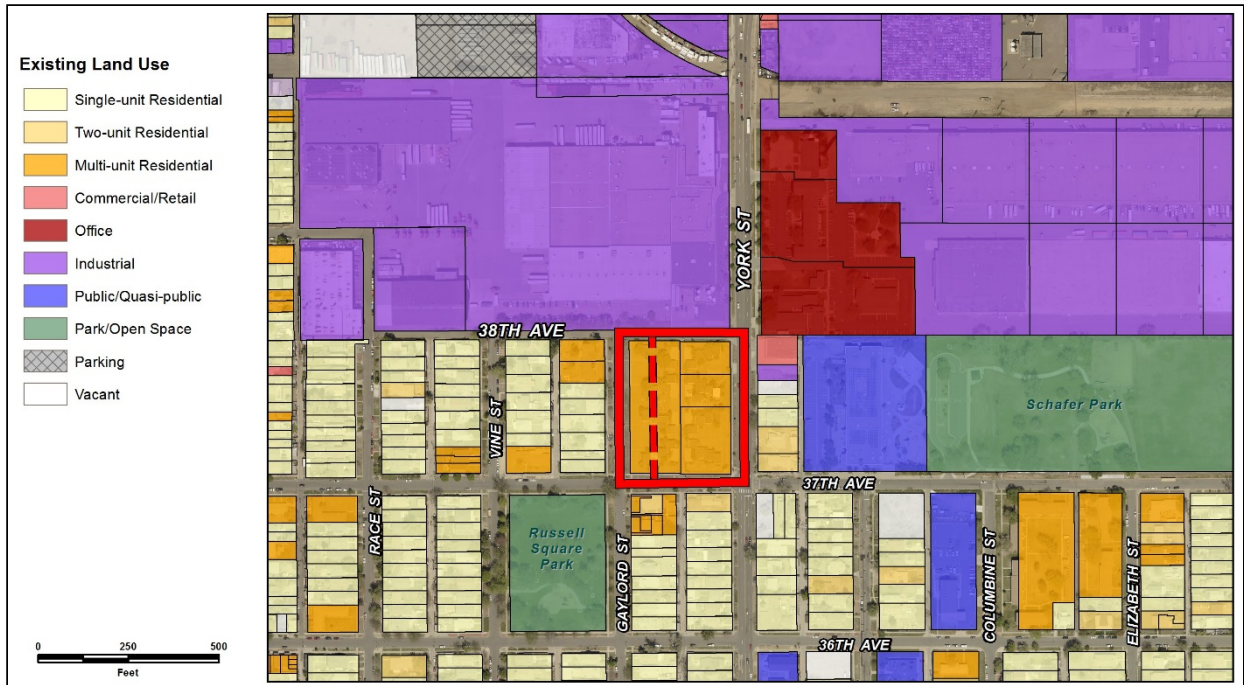 Existing Land Use
Single-unit Residential
Two-unit Residential
Multi-unit Residential
Commercial/Retail
Office
Industrial
Public/Quasi-public
Park/Open Space
Parking
Vacant
0 250 500
Feet
YORK ST
38TH AVE
VINE ST
Schafer Park
37TH AVE
RACE ST
Russell
Square
Park
GAYLORD ST
COLUMBINE ST
ELIZABETH ST
36TH AVE